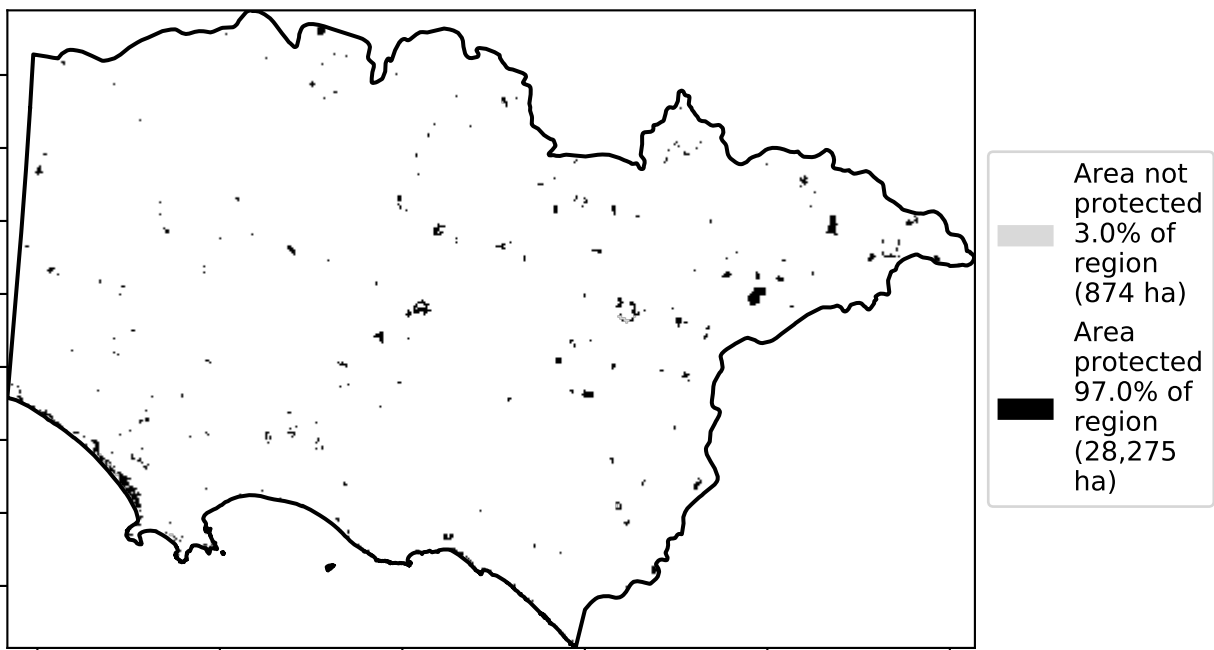 Area not
protected
3.0% of
region
(874 ha)
Area
protected
97.0% of
region
(28,275
ha)